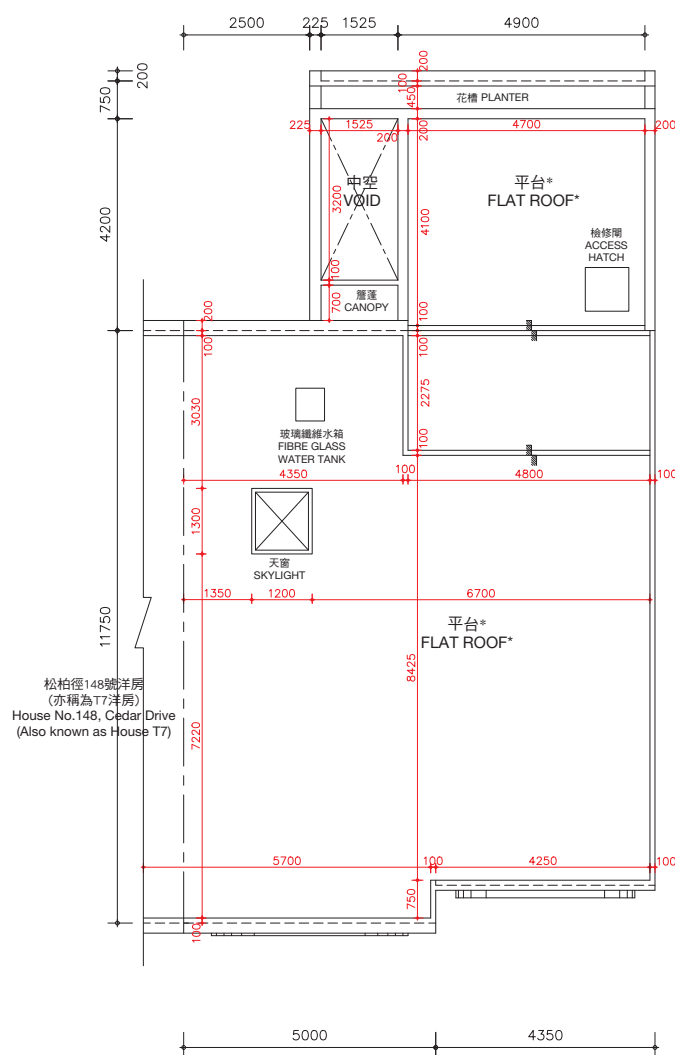 2500
225
1525
4900
200
750
200
100
450
花槽 PLANTER
225
1525
200
200
4700
200
中空
VOID
平台*
FLAT ROOF*
3200
4100
4200
檢修閘
ACCESS
HATCH
100
簷蓬
CANOPY
700
200
100
100
100
3030
2275
玻璃纖維水箱
FIBRE GLASS
WATER TANK
100
4350
100
4800
100
1300
天窗
SKYLIGHT
1350
1200
6700
11750
平台*
FLAT ROOF*
8425
松柏徑148號洋房
（亦稱為T7洋房）
House No.148, Cedar Drive
(Also known as House T7)
7220
5700
100
4250
100
750
100
5000
4350